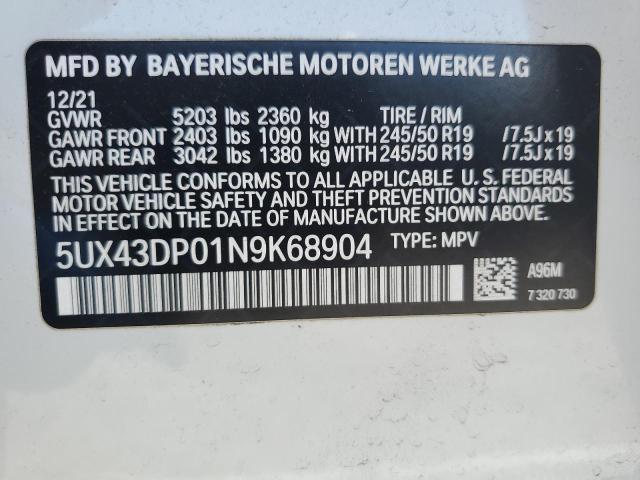 MFD BY BAYERISCHE MOTOREN WERKE AG
12/21
GVWR 5203 lbs 2360 kg TIRE / RIM
GAWR FRONT 2403 lbs 1090 kg WITH 245/50 R19 /7.5J x 19
GAWR REAR 3042 lbs 1380 kg WITH 245/50 R19 /7.5J x 19
THIS VEHICLE CONFORMS TO ALL APPLICABLE U. S. FEDERAL
MOTOR VEHICLE SAFETY AND THEFT PREVENTION STANDARDS
IN EFFECT ON THE DATE OF MANUFACTURE SHOWN ABOVE.
5UX43DP01N9K68904 TYPE: MPV
A96M
7 320 730